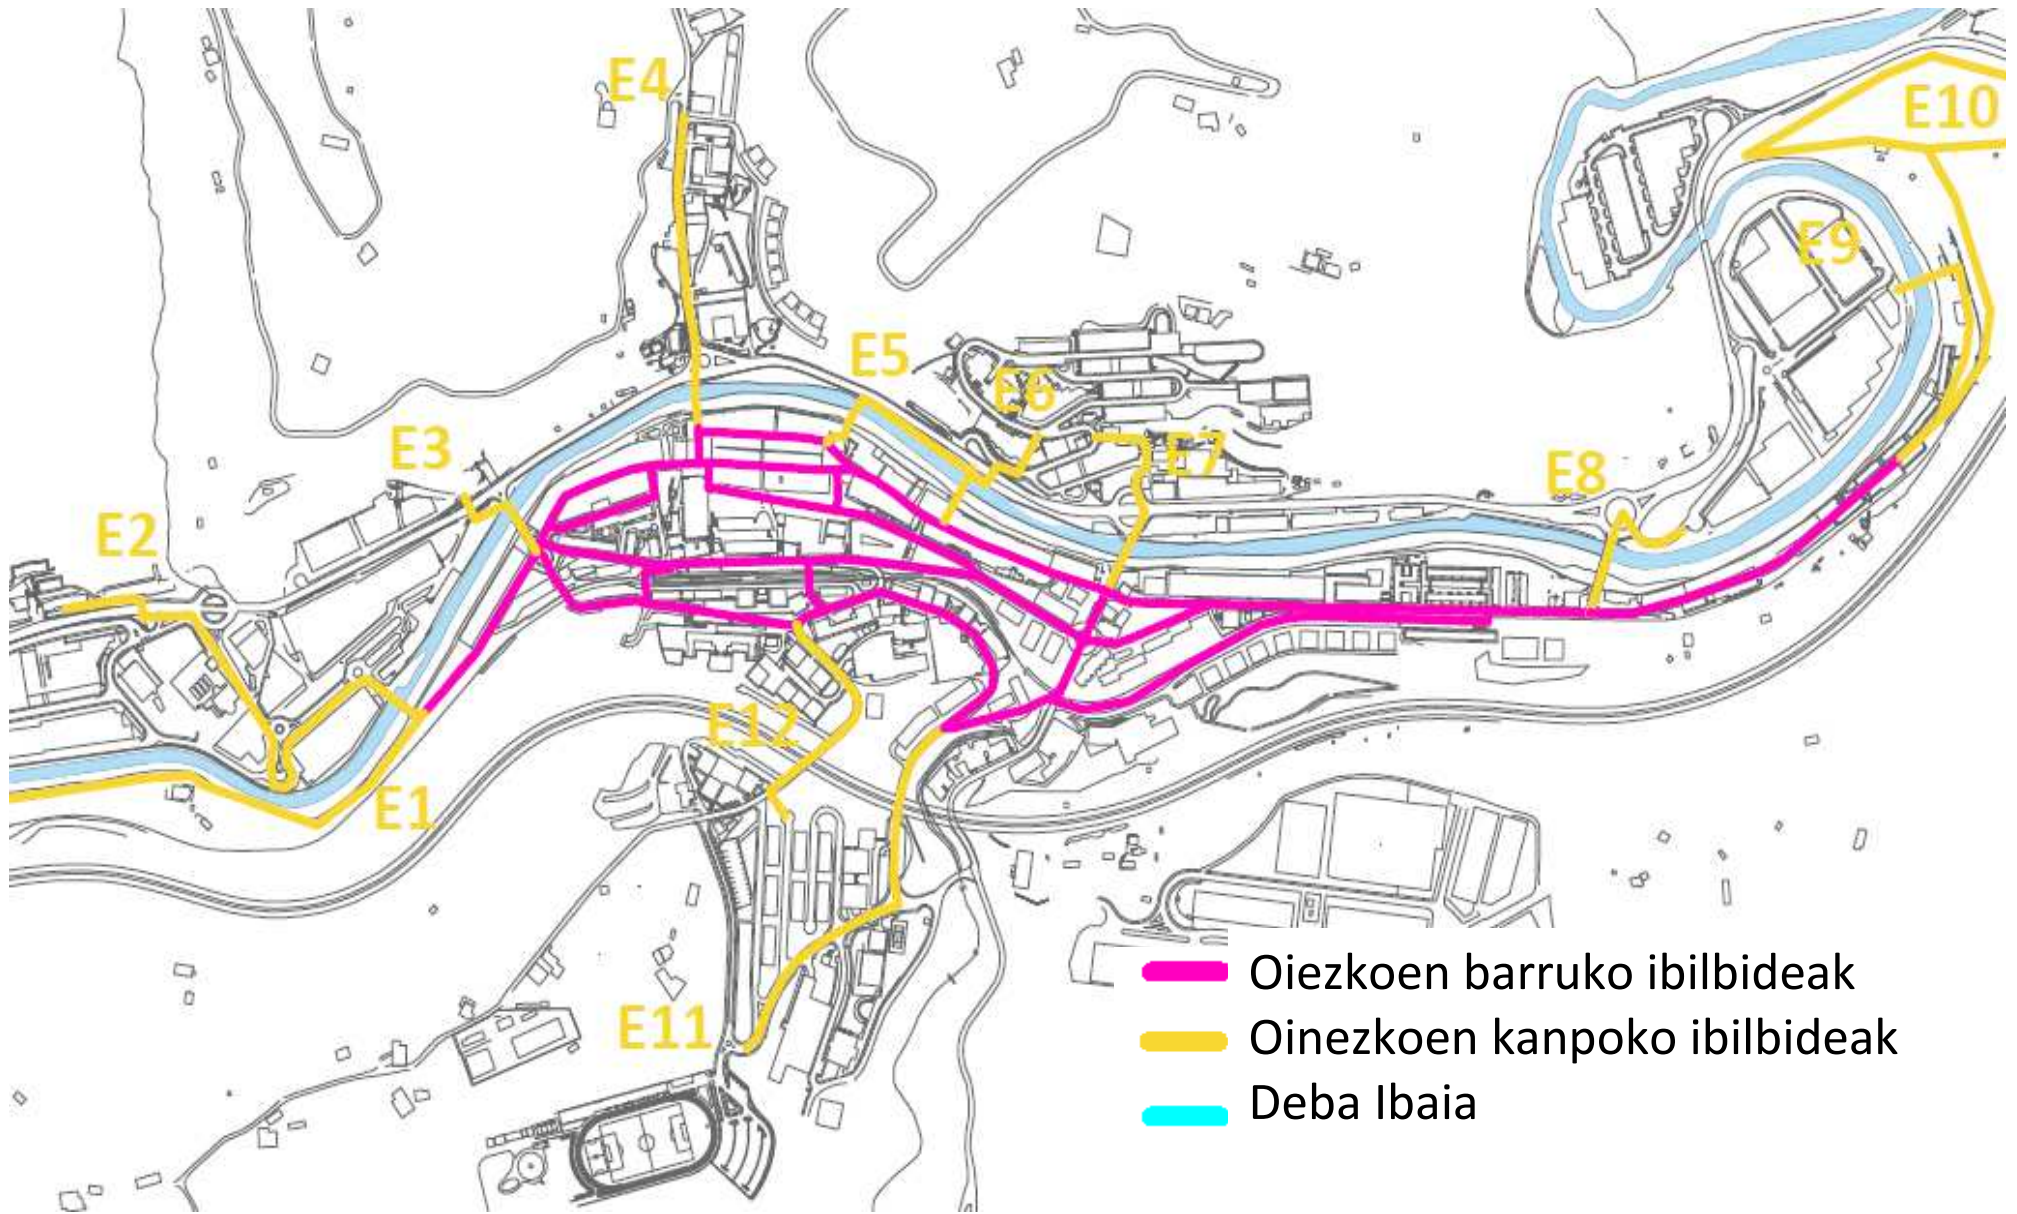 E4
E10
E9
E5
E6
E3
E7
E8
E2
E12
E1
E11
Oiezkoen barruko ibilbideak
Oinezkoen kanpoko ibilbideak
Deba Ibaia